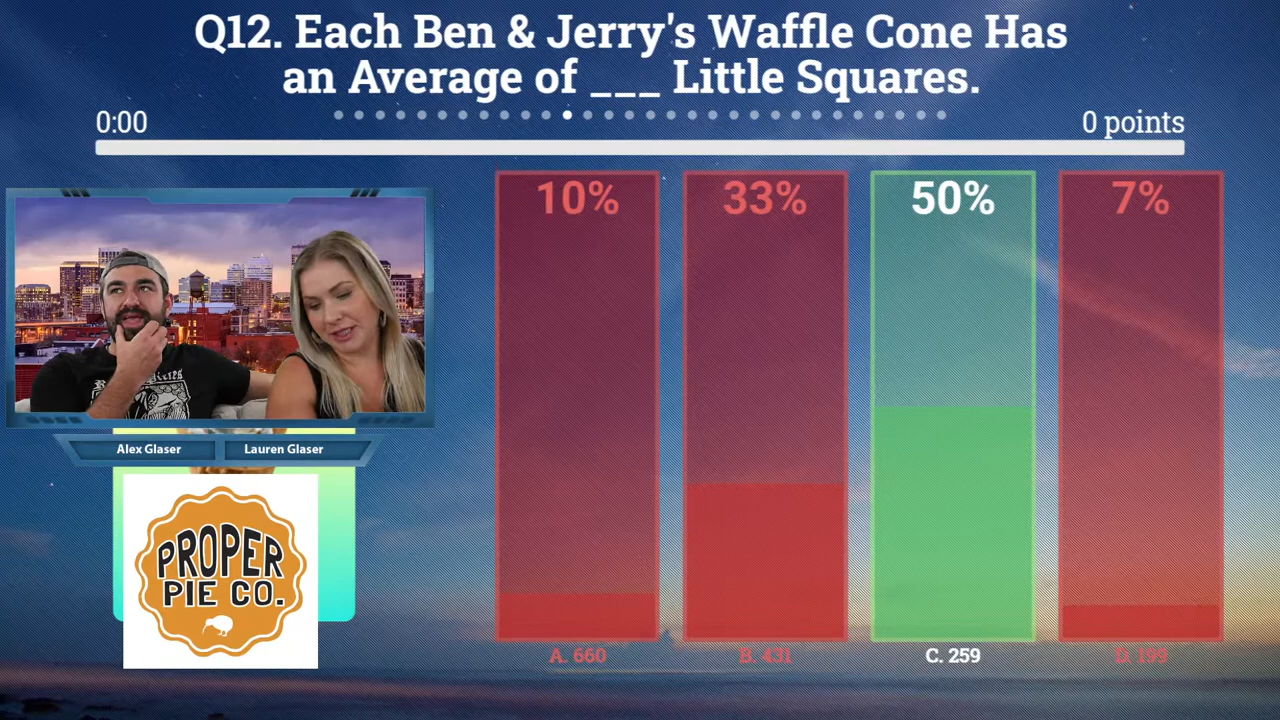 Q12. Each Ben & Jerry's Waffle Cone Has
an Average of ___ Little Squares.
0:00
0 points
10%
33%
50%
7%
Alex Glaser
Lauren Glaser
PROPER
PIE CO.
A. 660
B. 431
C. 259
D. 199